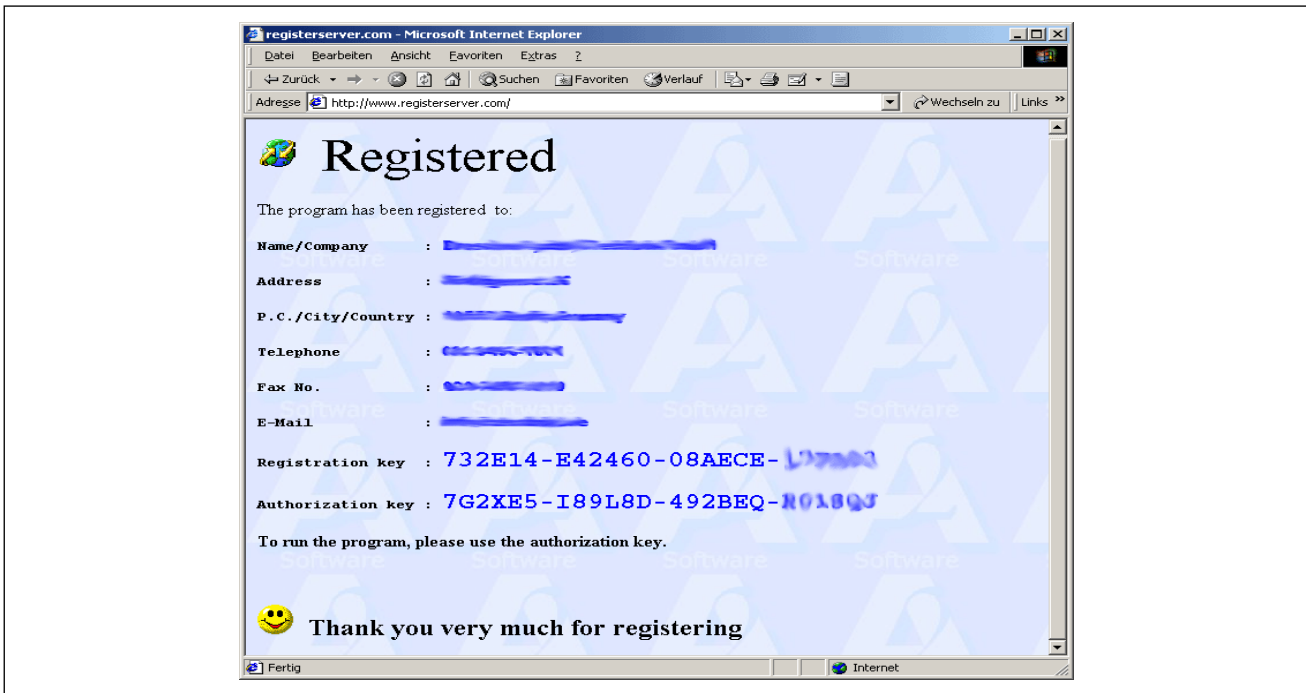 registerserver.com - Microsoft Internet Explorer
Datei Bearbeiten Ansicht Favoriten Extras ?
Zurück Suchen Favoriten Verlauf
Adresse http://www.registerserver.com/ Wechseln zu Links »
Registered
The program has been registered to:
Name/Company :
Address :
P.C./City/Country :
Telephone :
Fax No. :
E-Mail :
Registration key : 732E14-E42460-08AECE-
Authorization key : 7G2XE5-I89L8D-492BEQ-
To run the program, please use the authorization key.
Thank you very much for registering
Fertig Internet